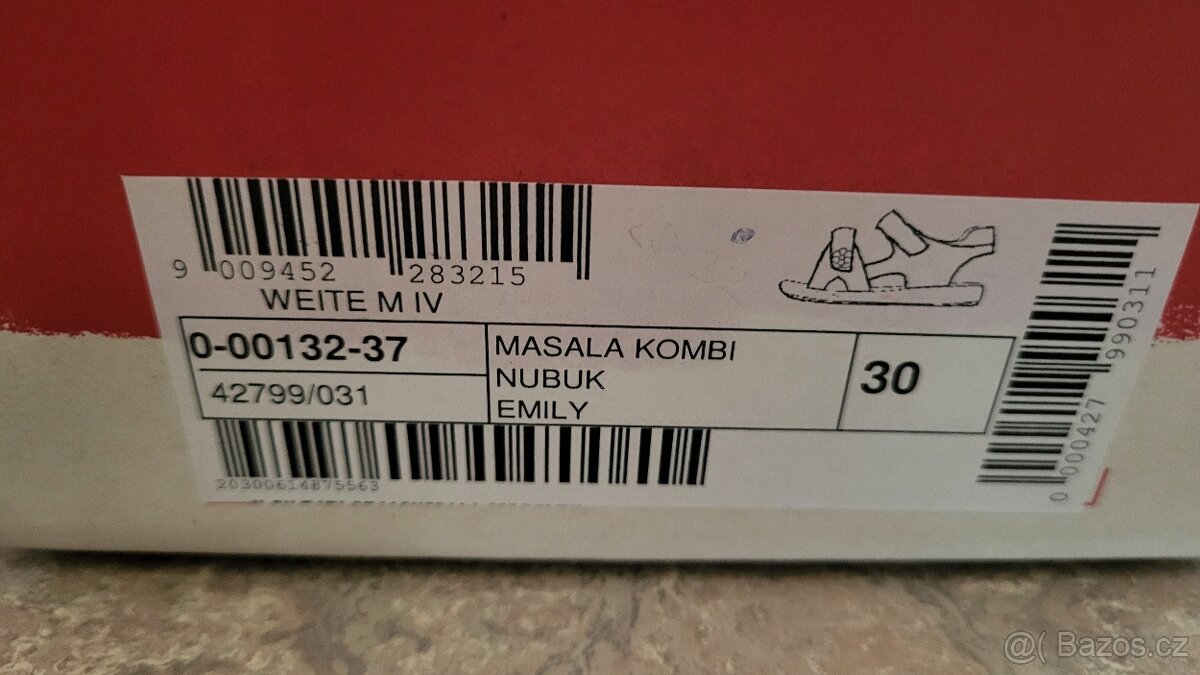 9 009452 283215
WEITE M IV
0-00132-37
42799/031
MASALA KOMBI
NUBUK
EMILY
30
20300614875563
0 000427 990311
@( Bazos.cz